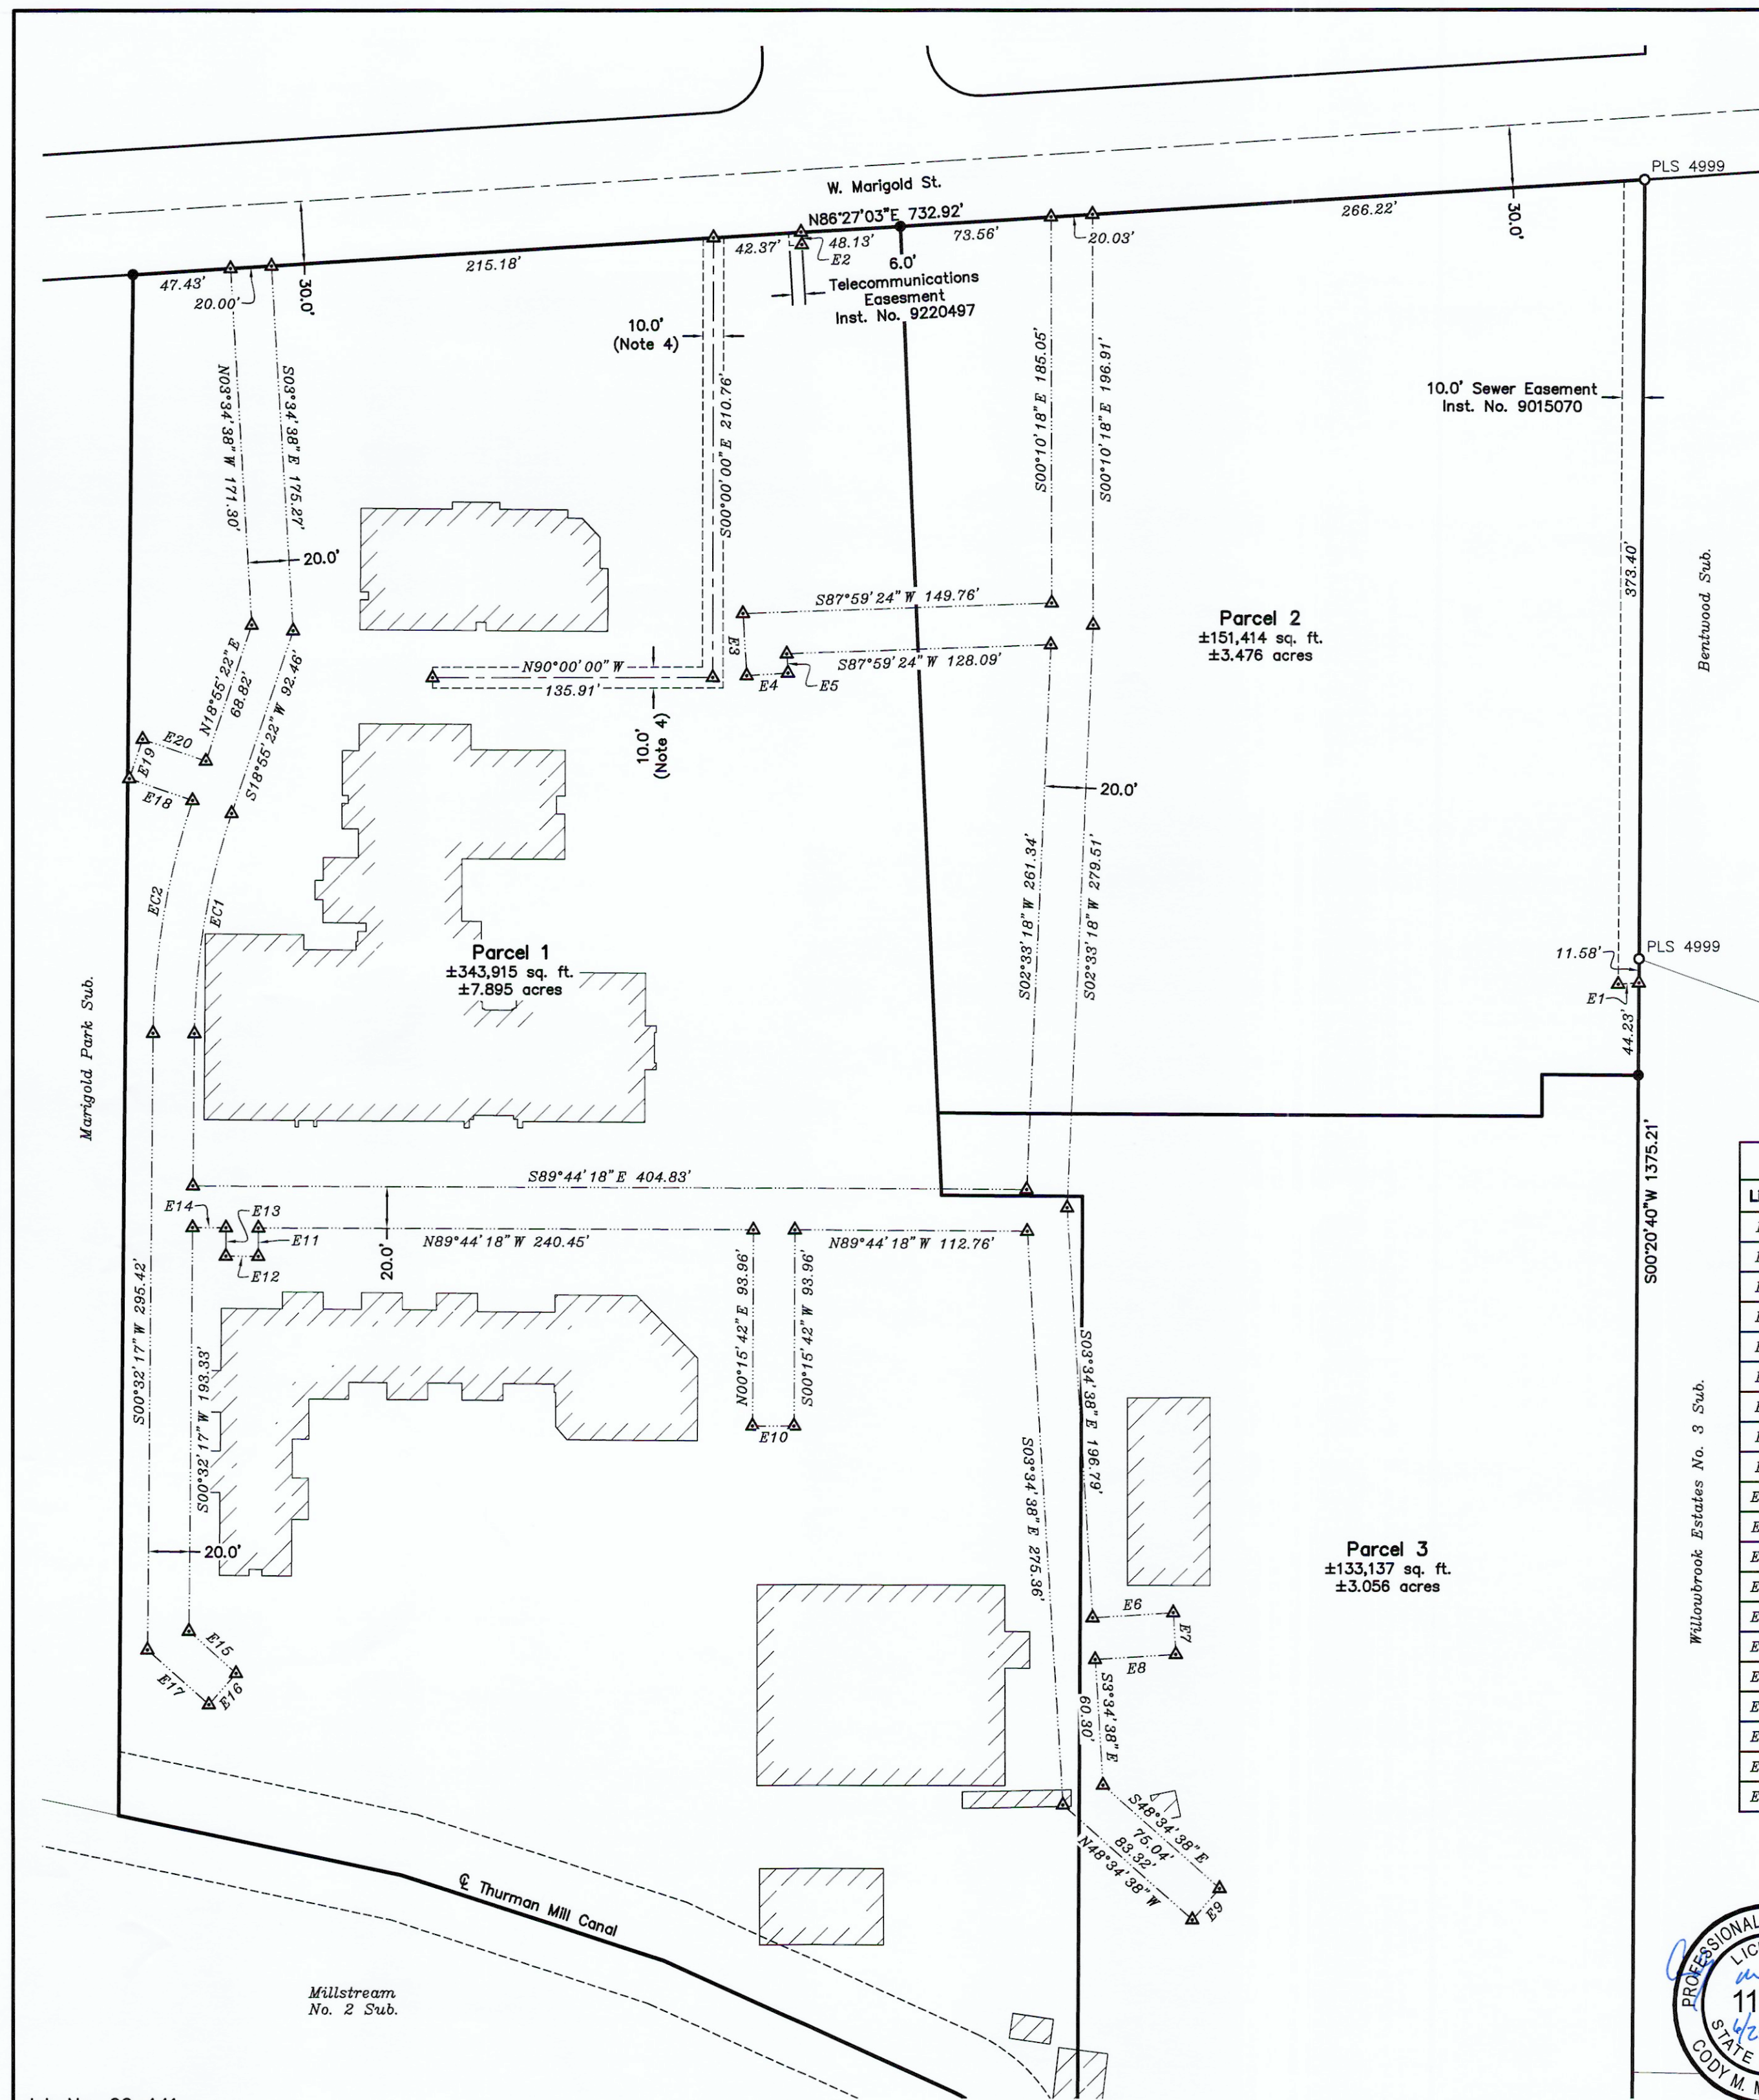 PLS 4999
W. Marigold St.
N86°27'03"E 732.92'
266.22'
30.0'
73.56'
20.03'
42.37'
48.13'
E2
6.0'
Telecommunications
Easesment
Inst. No. 9220497
215.18'
47.43'
20.00'
30.0'
10.0'
(Note 4)
N03°34'38"W 171.30'
S03°34'38"E 175.27'
S00°00'00"E 210.76'
S00°10'18"E 185.05'
S00°10'18"E 196.91'
10.0' Sewer Easement
Inst. No. 9015070
373.40'
Bentwood Sub.
20.0'
S87°59'24"W 149.76'
E3
S87°59'24"W 128.09'
E4
E5
N90°00'00"W
135.91'
10.0'
(Note 4)
Parcel 2
±151,414 sq. ft.
±3.476 acres
N18°55'22"E
68.82'
S18°55'22"W 92.46'
E20
E19
E18
20.0'
S02°33'18"W 261.34'
S02°33'18"W 279.51'
EC2
EC1
Parcel 1
±343,915 sq. ft.
±7.895 acres
Marigold Park Sub.
PLS 4999
11.58'
E1
44.23'
S00°20'40"W 1375.21'
S89°44'18"E 404.83'
E14
E13
E11
E12
20.0'
N89°44'18"W 240.45'
N89°44'18"W 112.76'
N00°15'42"E 93.96'
S00°15'42"W 93.96'
E10
S00°32'17"W 295.42'
S00°32'17"W 193.33'
20.0'
S03°34'38"E 196.79'
S03°34'38"E 275.36'
Willowbrook Estates No. 3 Sub.
Parcel 3
±133,137 sq. ft.
±3.056 acres
E6
E7
E8
E15
E16
E17
S3°34'38"E
60.30'
S48°34'38"E
75.04'
83.32'
N48°34'38"W
E9
℄ Thurman Mill Canal
Millstream
No. 2 Sub.
PROFESSIONAL
11
STATE
CODY M.